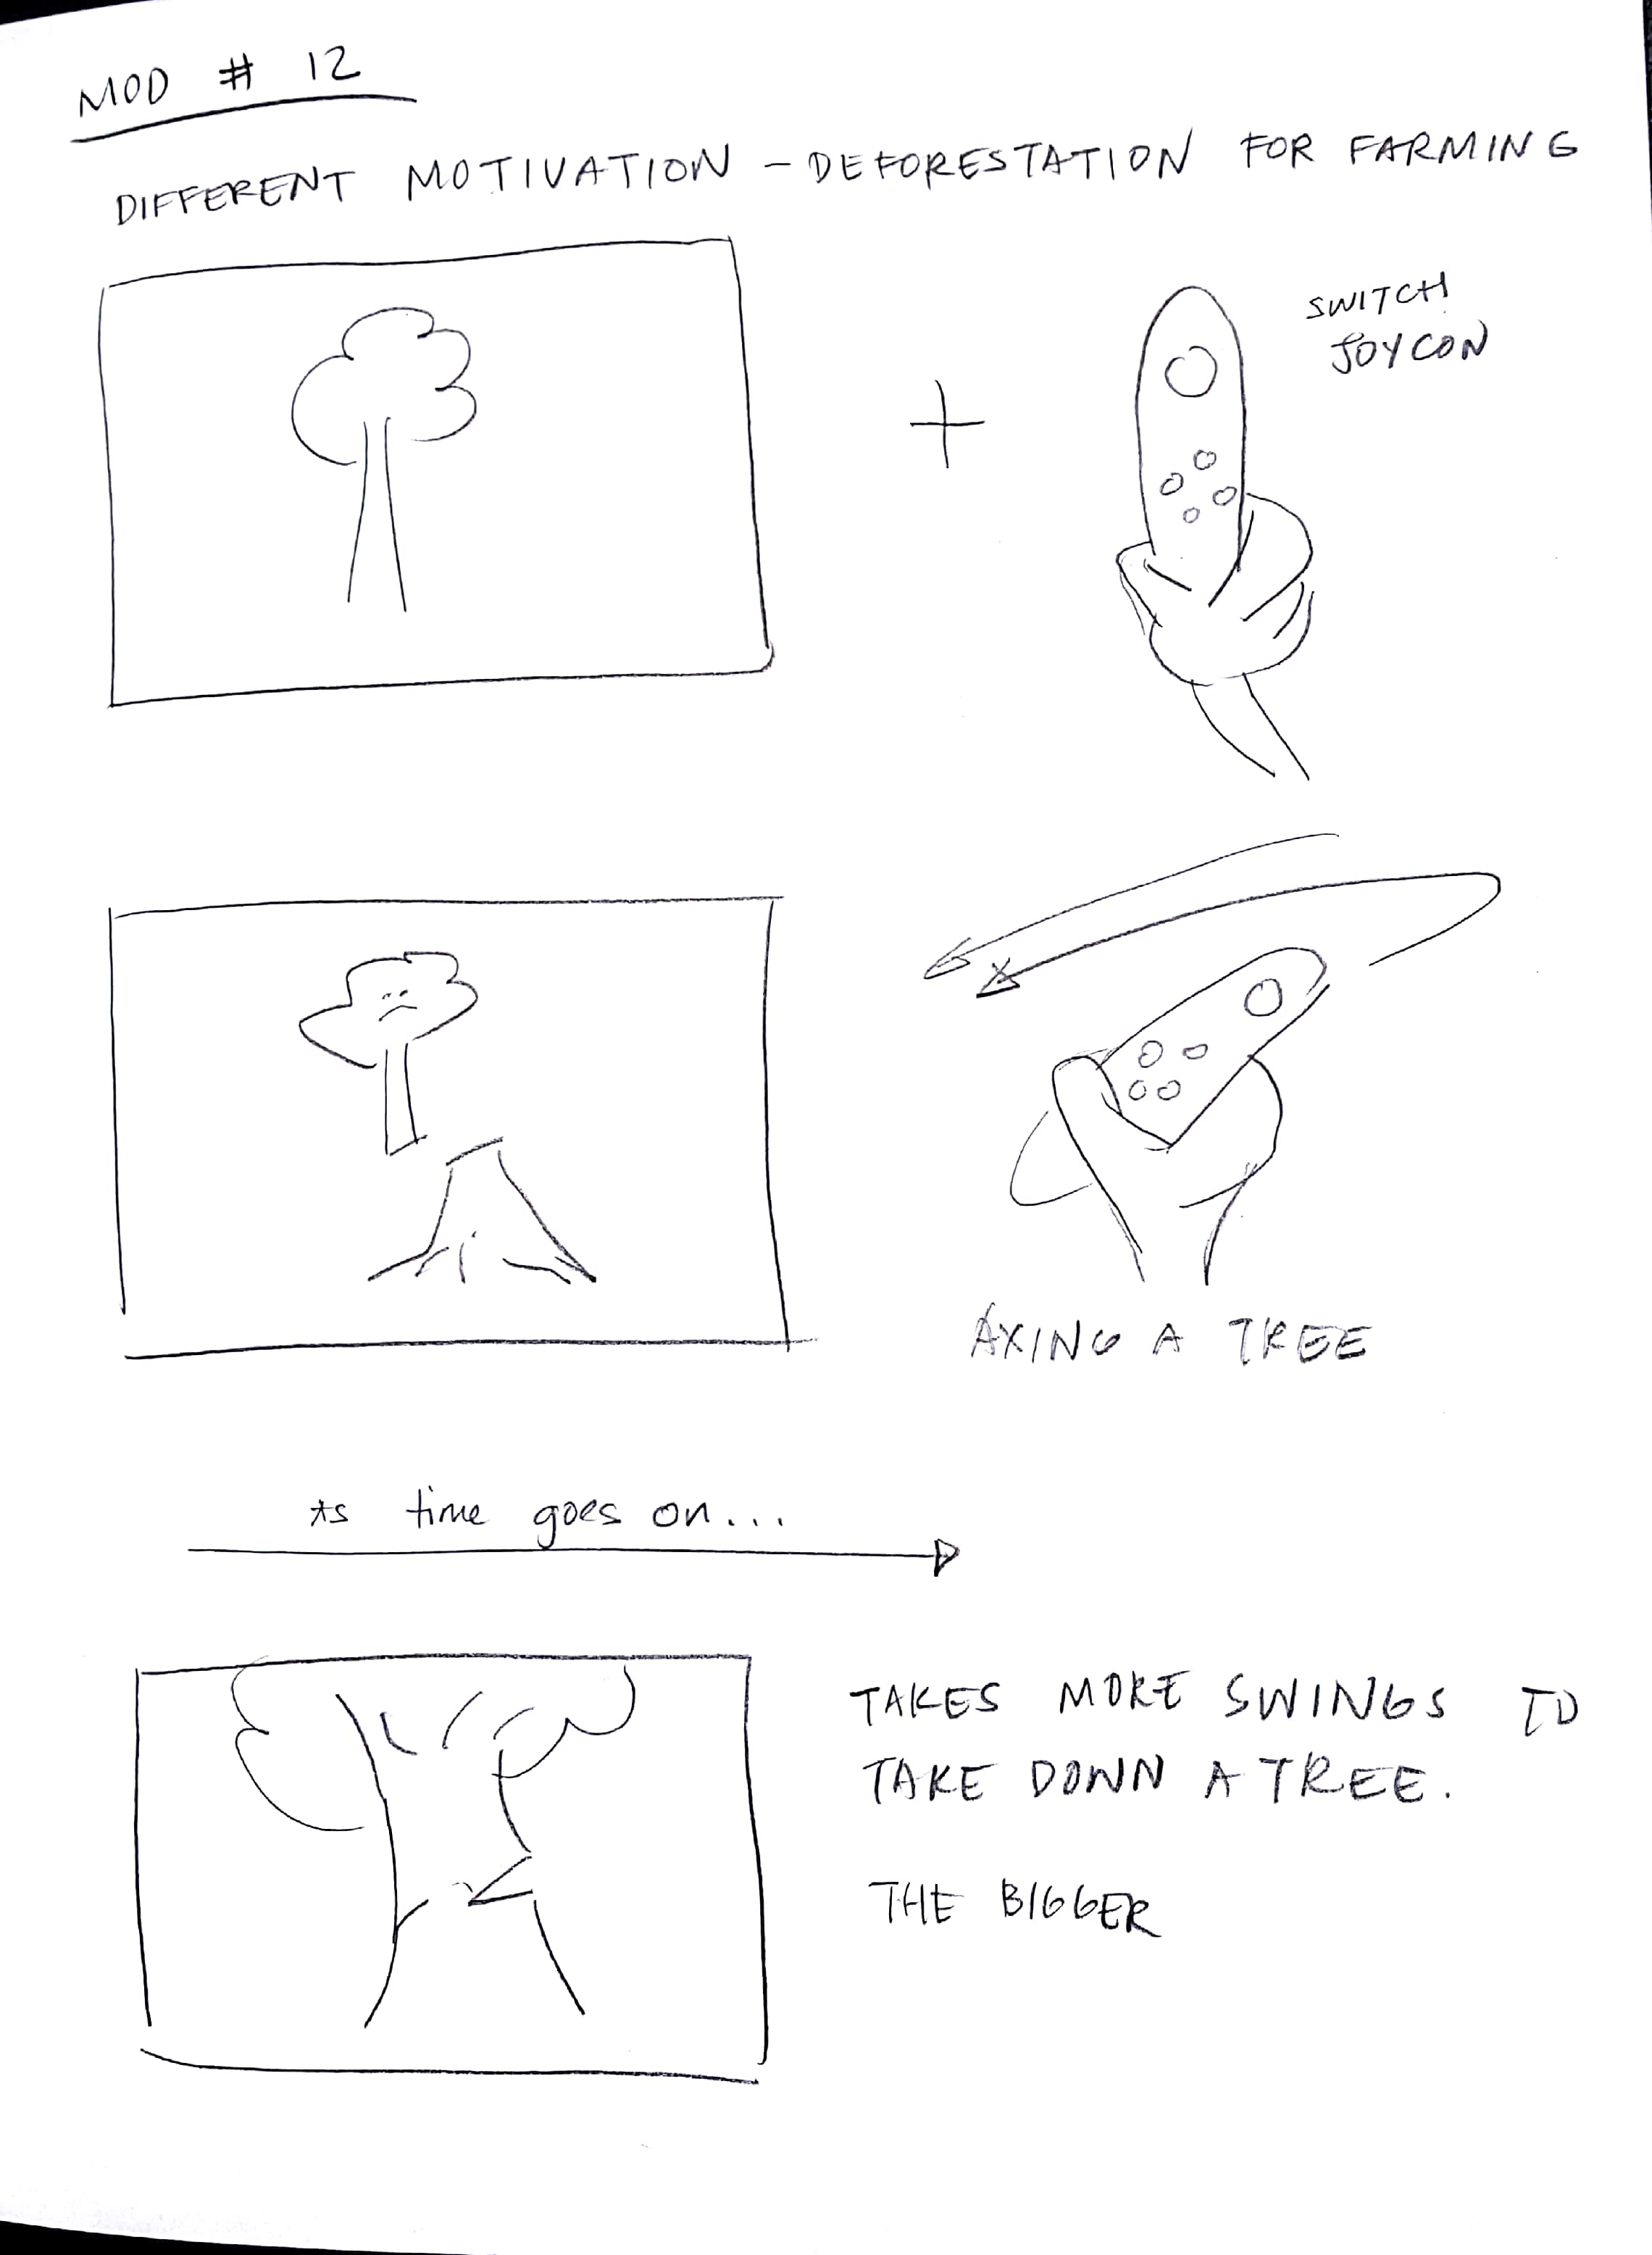 MOD # 12
DIFFERENT MOTIVATION - DEFORESTATION FOR FARMING
SWITCH
JOYCON
AXING A TREE
As time goes on...
TAKES MORE SWINGS TO
TAKE DOWN A TREE.
THE BIGGER